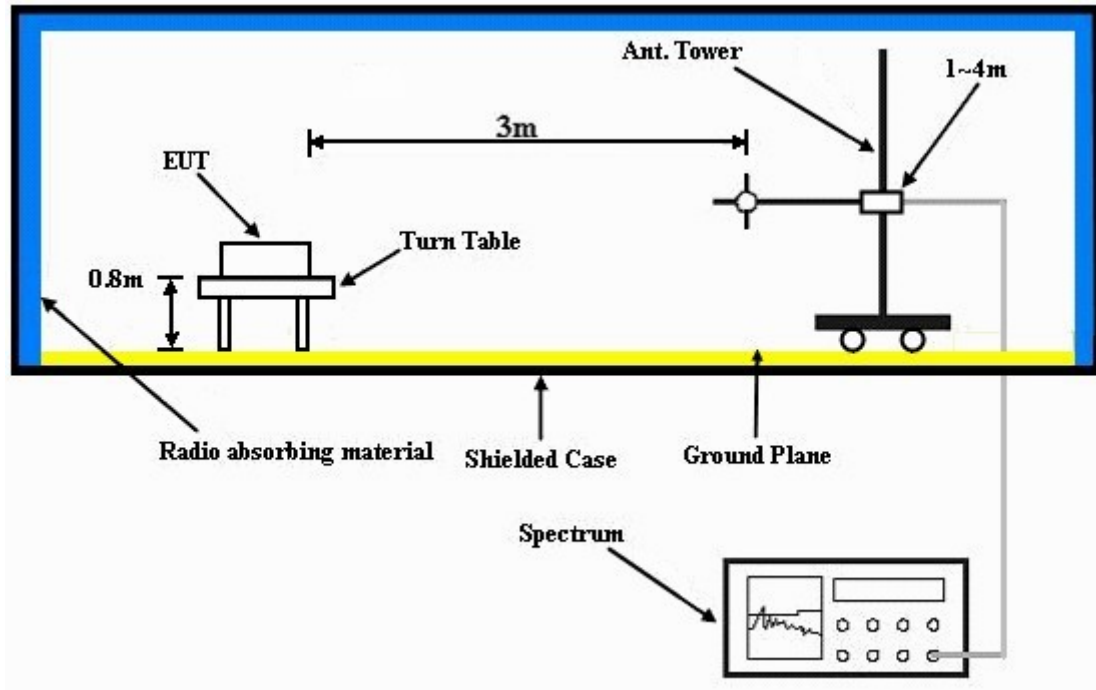 Ant. Tower
1~4m
3m
EUT
Turn Table
0.8m
Radio absorbing material
Shielded Case
Ground Plane
Spectrum